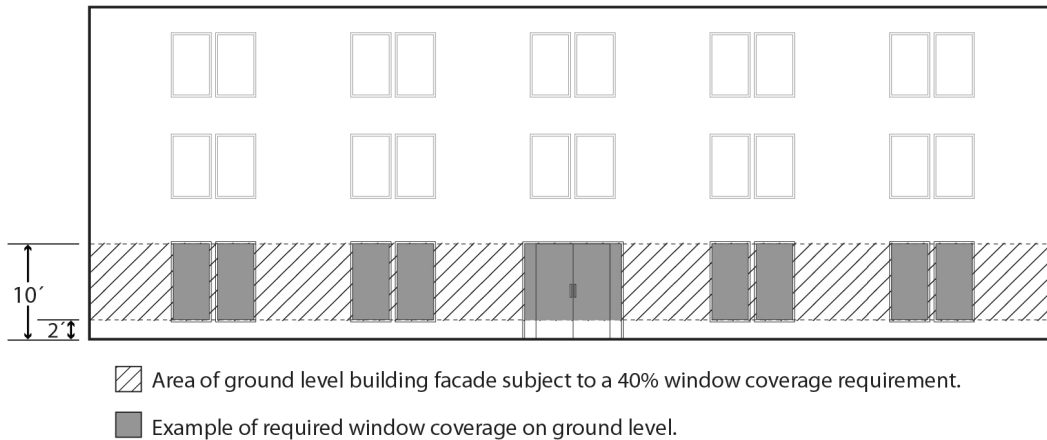 10´
2´
Area of ground level building facade subject to a 40% window coverage requirement.
Example of required window coverage on ground level.